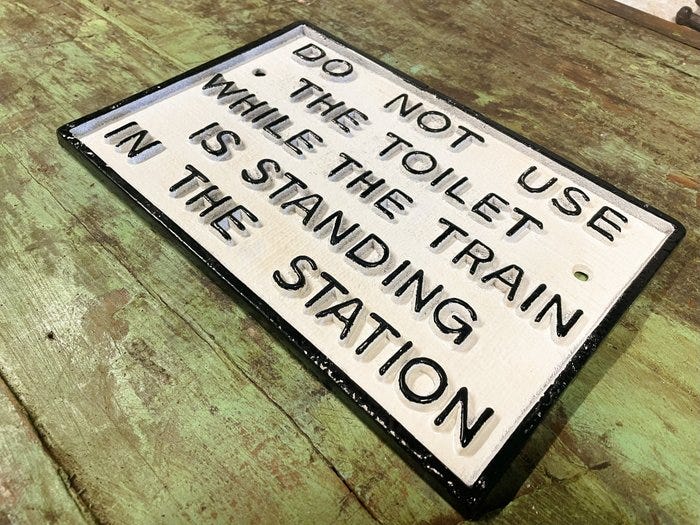 DO NOT USE
THE TOILET
WHILE THE TRAIN
IS STANDING
IN THE STATION